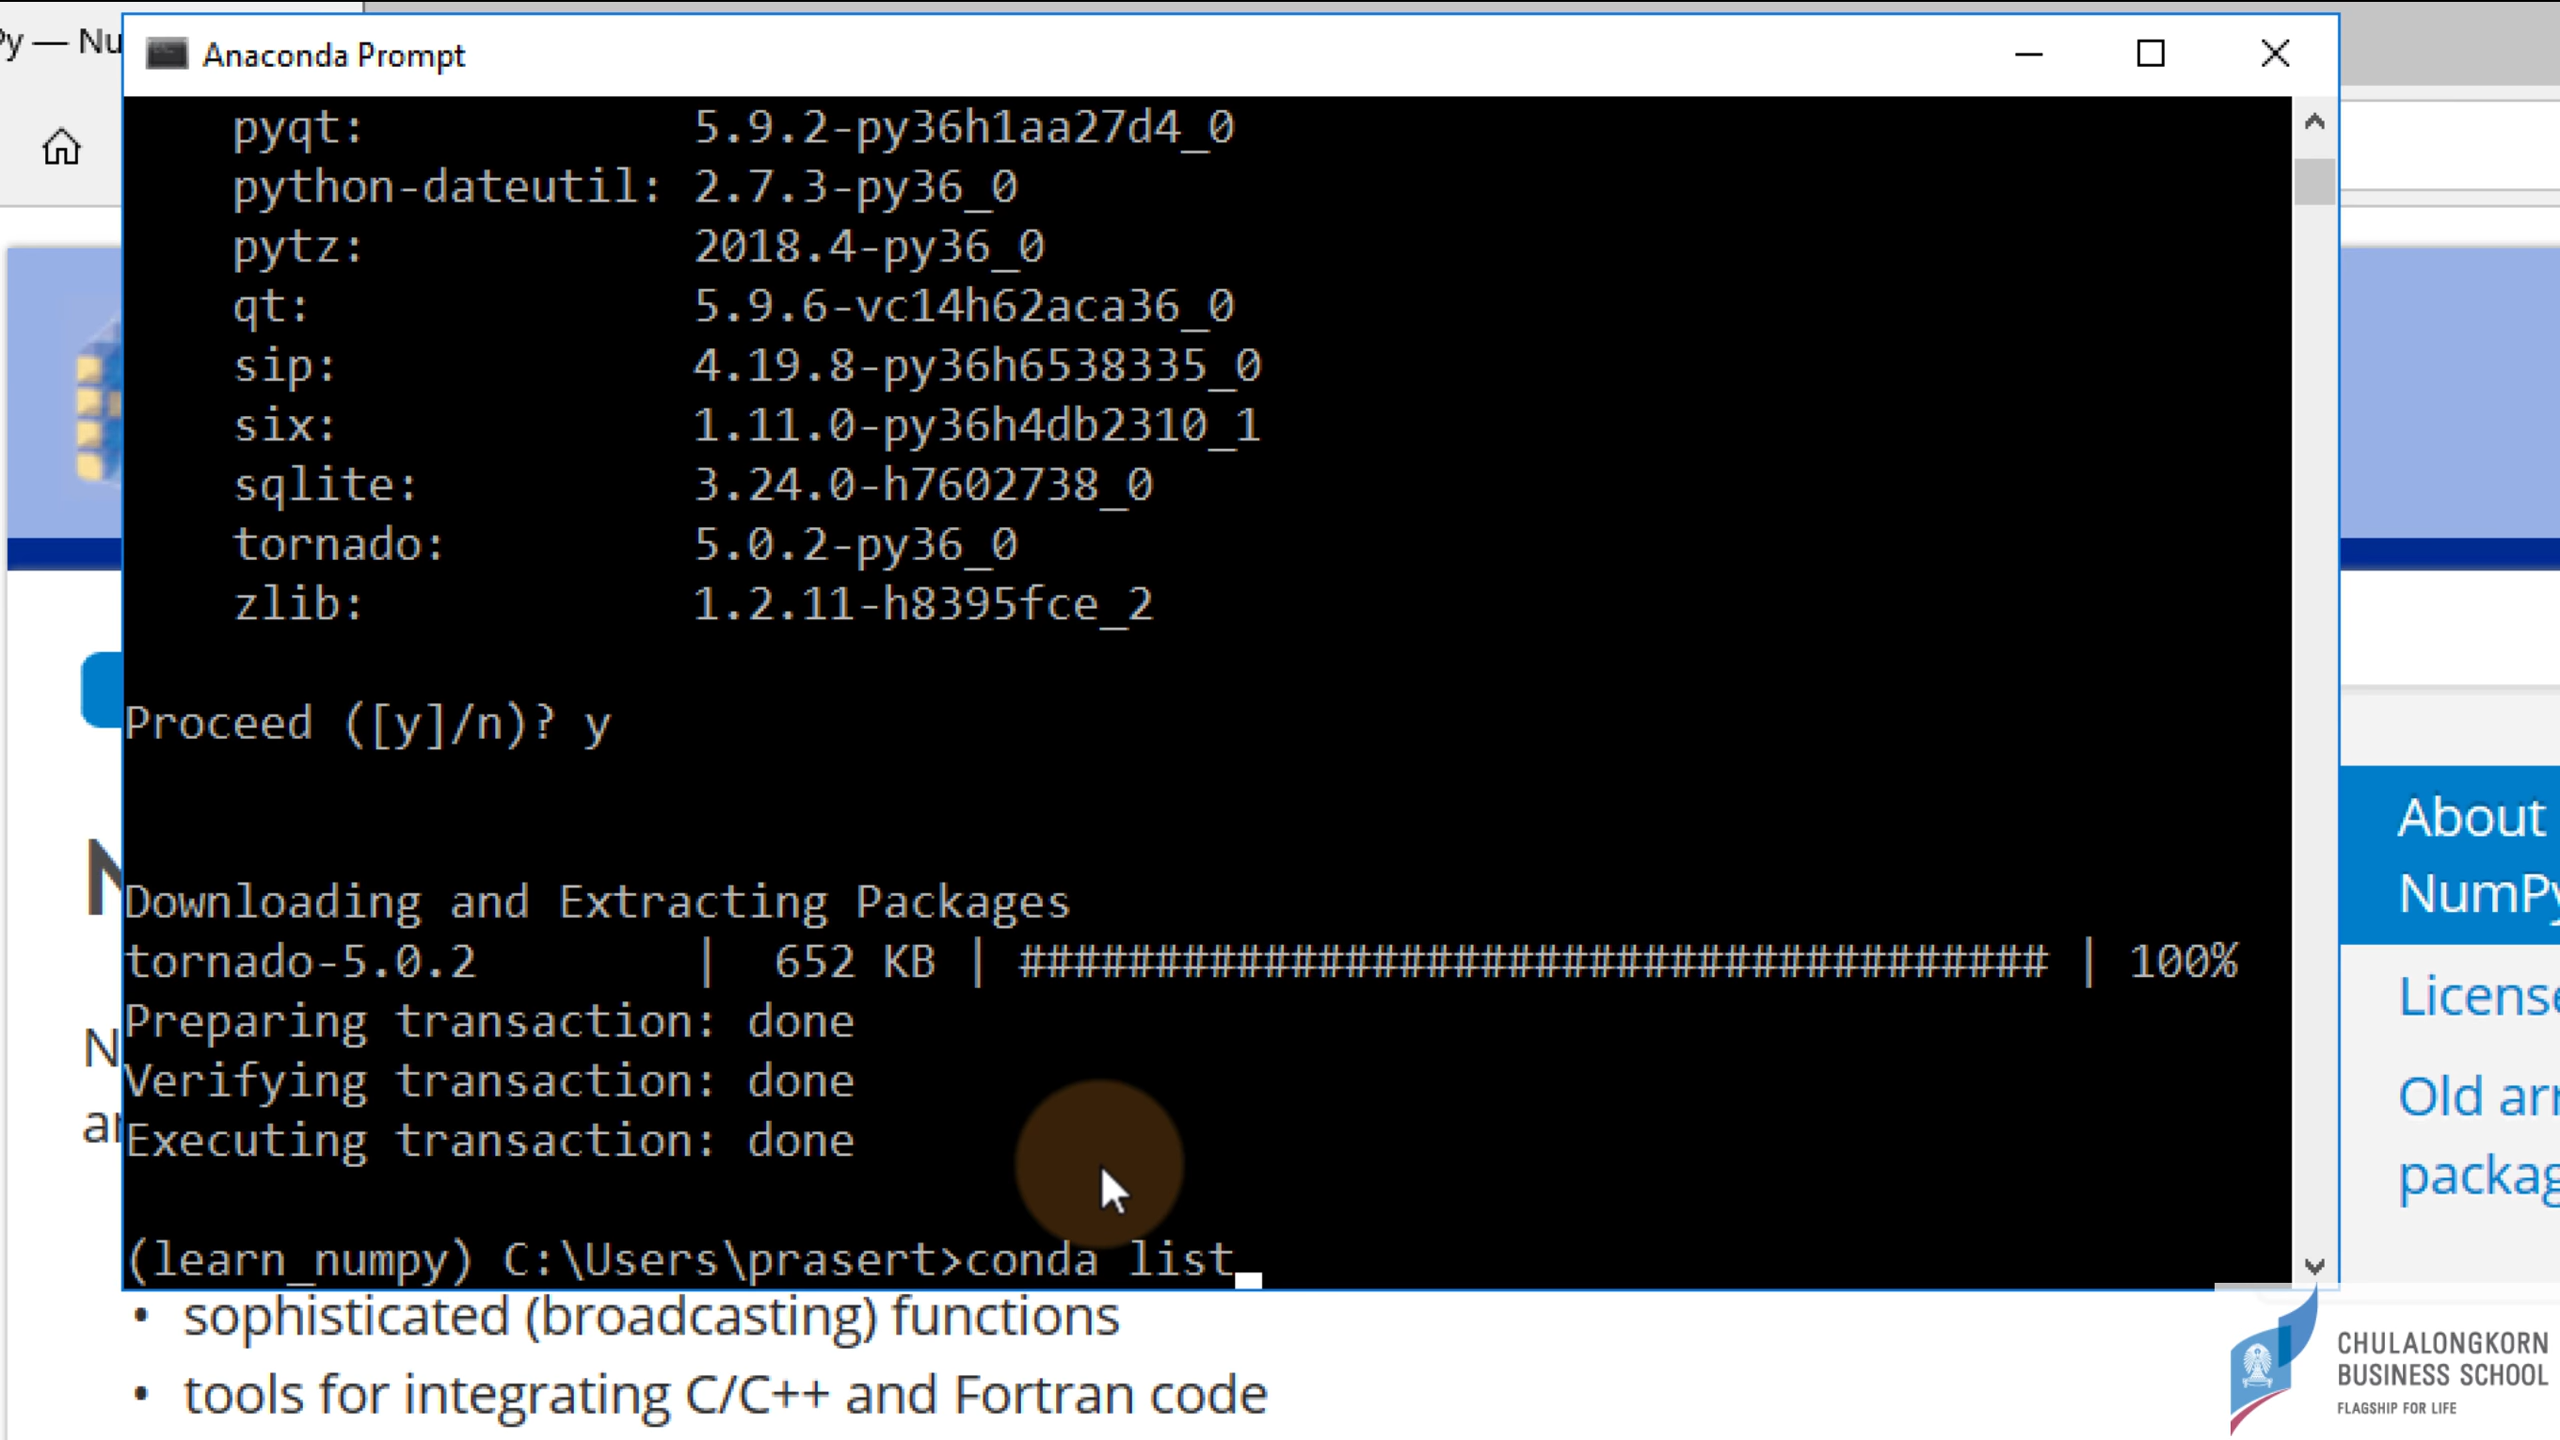 Py — Nu
Anaconda Prompt
pyqt: 5.9.2-py36h1aa27d4_0
python-dateutil: 2.7.3-py36_0
pytz: 2018.4-py36_0
qt: 5.9.6-vc14h62aca36_0
sip: 4.19.8-py36h6538335_0
six: 1.11.0-py36h4db2310_1
sqlite: 3.24.0-h7602738_0
tornado: 5.0.2-py36_0
zlib: 1.2.11-h8395fce_2
Proceed ([y]/n)? y
Downloading and Extracting Packages
tornado-5.0.2 | 652 KB | ###################################### | 100%
Preparing transaction: done
Verifying transaction: done
Executing transaction: done
(learn_numpy) C:\Users\prasert>conda list_
• sophisticated (broadcasting) functions
• tools for integrating C/C++ and Fortran code
About
NumPy
License
Old arr
packag
CHULALONGKORN
BUSINESS SCHOOL
FLAGSHIP FOR LIFE